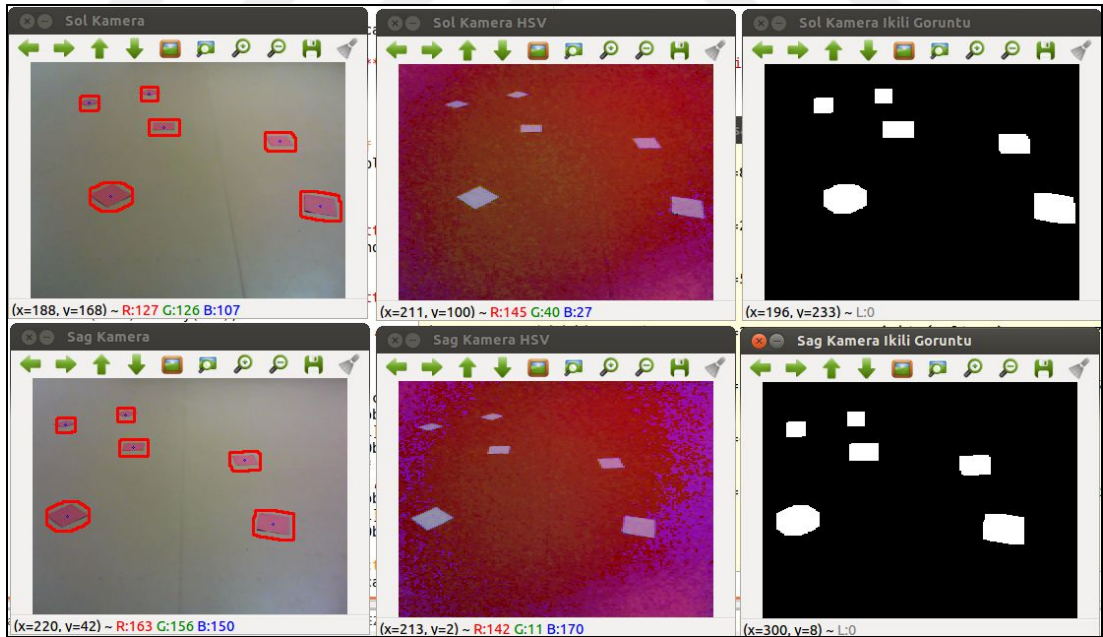 Sol Kamera
Sol Kamera HSV
Sol Kamera Ikili Goruntu
(x=188, y=168) ~ R:127 G:126 B:107
(x=211, y=100) ~ R:145 G:40 B:27
(x=196, y=233) ~ L:0
Sag Kamera
Sag Kamera HSV
Sag Kamera Ikili Goruntu
(x=220, y=42) ~ R:163 G:156 B:150
(x=213, y=2) ~ R:142 G:11 B:170
(x=300, y=8) ~ L:0